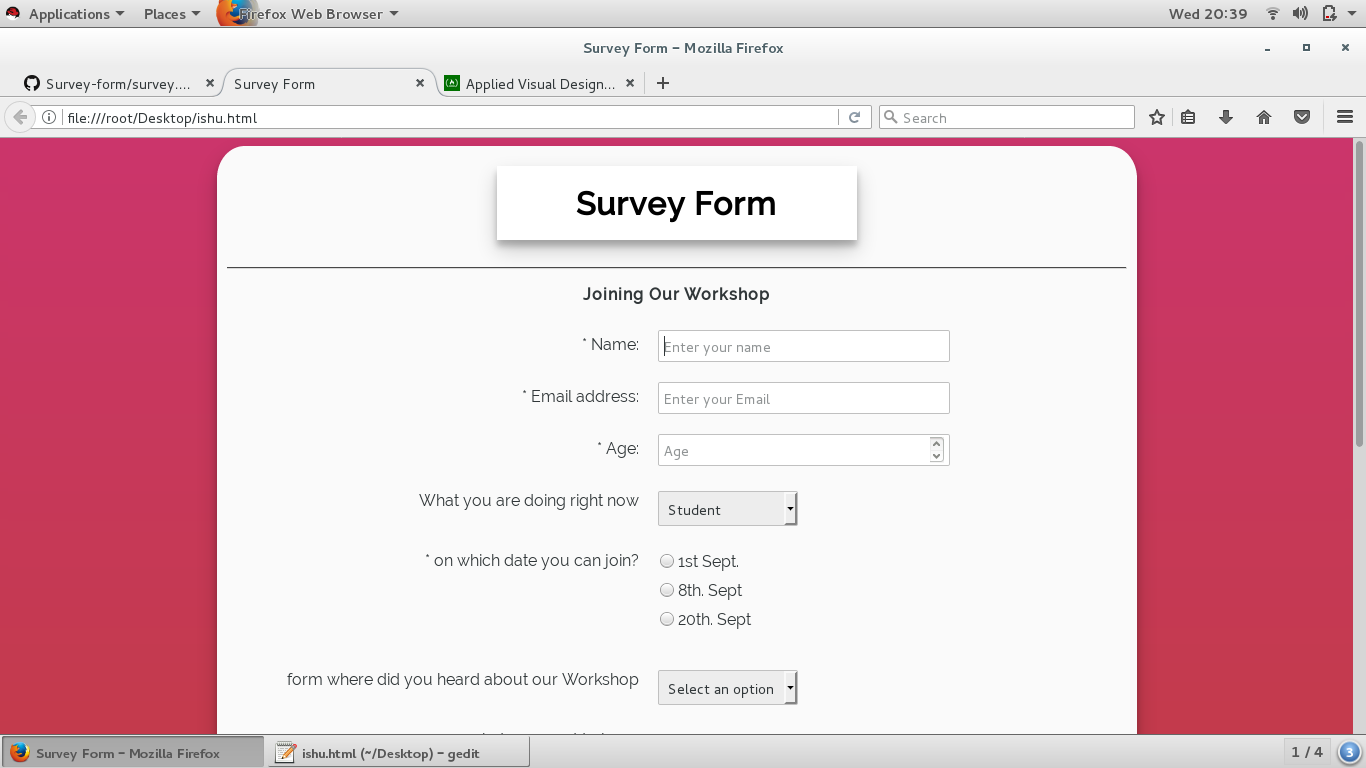 Applications Places Firefox Web Browser Wed 20:39
Survey Form – Mozilla Firefox
Survey-form/survey.... Survey Form Applied Visual Design...
file:///root/Desktop/ishu.html Search
Survey Form
Joining Our Workshop
* Name: Enter your name
* Email address: Enter your Email
* Age: Age
What you are doing right now Student
* on which date you can join? 1st Sept.
8th. Sept
20th. Sept
form where did you heard about our Workshop Select an option
Survey Form – Mozilla Firefox ishu.html (~/Desktop) – gedit 1 / 4 3